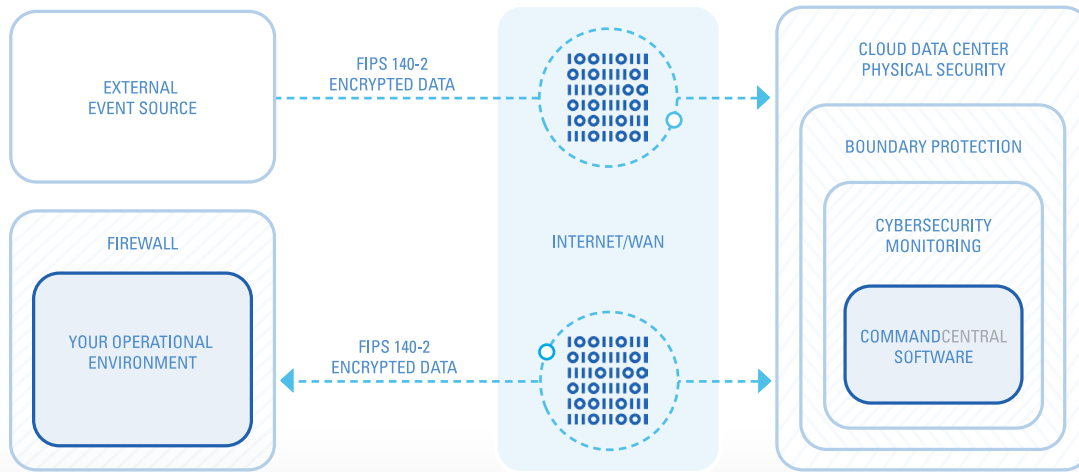 EXTERNAL
EVENT SOURCE
FIPS 140-2
ENCRYPTED DATA
CLOUD DATA CENTER
PHYSICAL SECURITY
BOUNDARY PROTECTION
CYBERSECURITY
MONITORING
COMMANDCENTRAL
SOFTWARE
INTERNET/WAN
FIREWALL
YOUR OPERATIONAL
ENVIRONMENT
FIPS 140-2
ENCRYPTED DATA